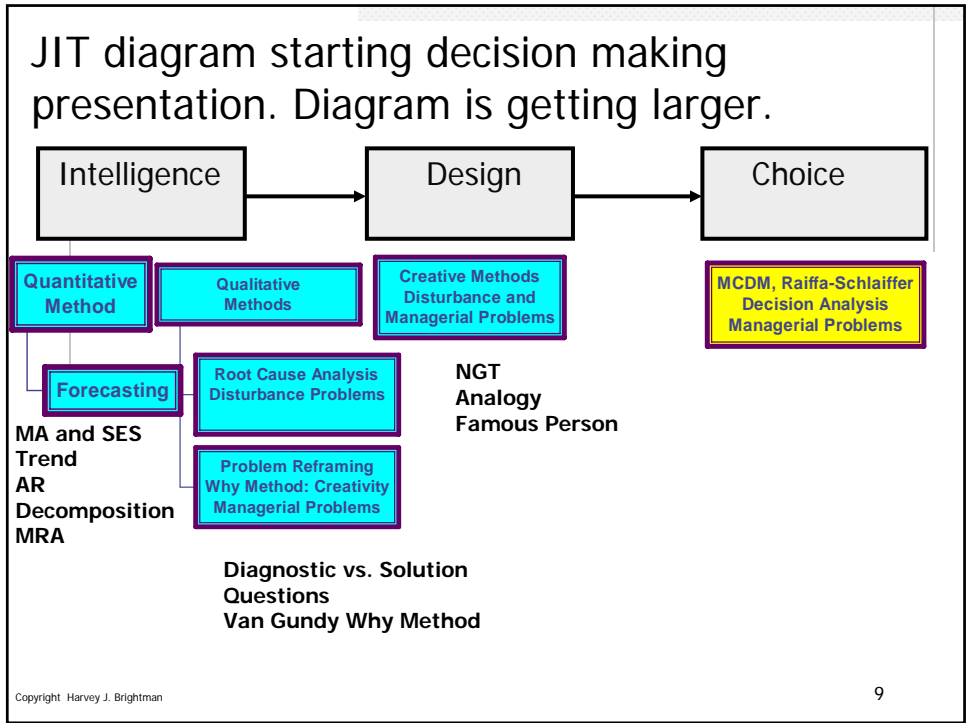 JIT diagram starting decision making
presentation. Diagram is getting larger.
Intelligence
Design
Choice
Quantitative
Method
Qualitative
Methods
Creative Methods
Disturbance and
Managerial Problems
MCDM, Raiffa-Schlaiffer
Decision Analysis
Managerial Problems
Forecasting
Root Cause Analysis
Disturbance Problems
NGT
Analogy
Famous Person
MA and SES
Trend
AR
Decomposition
MRA
Problem Reframing
Why Method: Creativity
Managerial Problems
Diagnostic vs. Solution
Questions
Van Gundy Why Method
Copyright Harvey J. Brightman
9